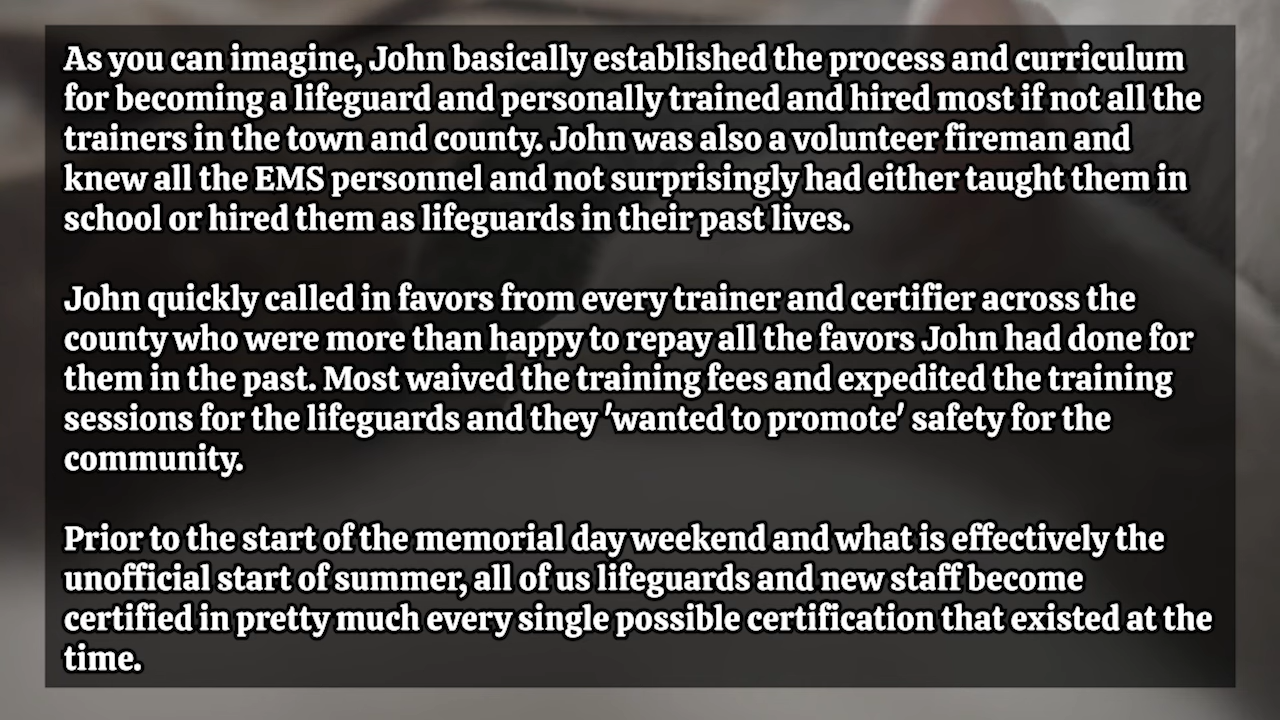 As you can imagine, John basically established the process and curriculum
for becoming a lifeguard and personally trained and hired most if not all the
trainers in the town and county. John was also a volunteer fireman and
knew all the EMS personnel and not surprisingly had either taught them in
school or hired them as lifeguards in their past lives.
John quickly called in favors from every trainer and certifier across the
county who were more than happy to repay all the favors John had done for
them in the past. Most waived the training fees and expedited the training
sessions for the lifeguards and they 'wanted to promote' safety for the
community.
Prior to the start of the memorial day weekend and what is effectively the
unofficial start of summer, all of us lifeguards and new staff become
certified in pretty much every single possible certification that existed at the
time.